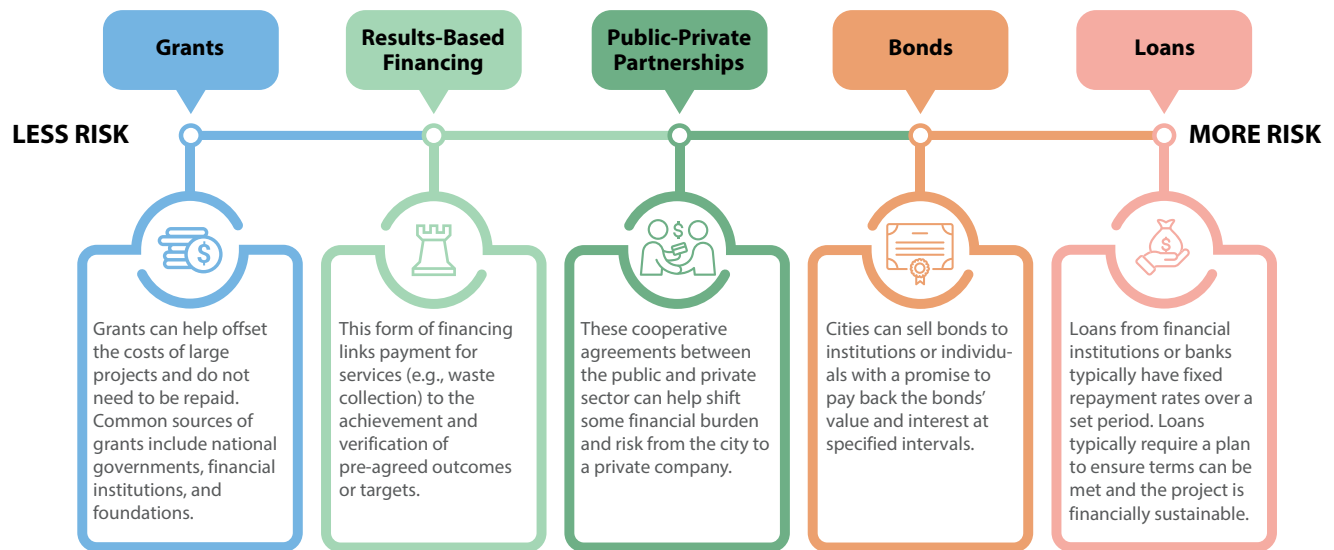 Grants
Results-Based
Financing
Public-Private
Partnerships
Bonds
Loans
LESS RISK
MORE RISK
$
Grants can help offset
the costs of large
projects and do not
need to be repaid.
Common sources of
grants include national
governments, financial
institutions, and
foundations.
This form of financing
links payment for
services (e.g., waste
collection) to the
achievement and
verification of
pre-agreed outcomes
or targets.
$
These cooperative
agreements between
the public and private
sector can help shift
some financial burden
and risk from the city to
a private company.
Cities can sell bonds to
institutions or individu-
als with a promise to
pay back the bonds’
value and interest at
specified intervals.
$
Loans from financial
institutions or banks
typically have fixed
repayment rates over a
set period. Loans
typically require a plan
to ensure terms can be
met and the project is
financially sustainable.